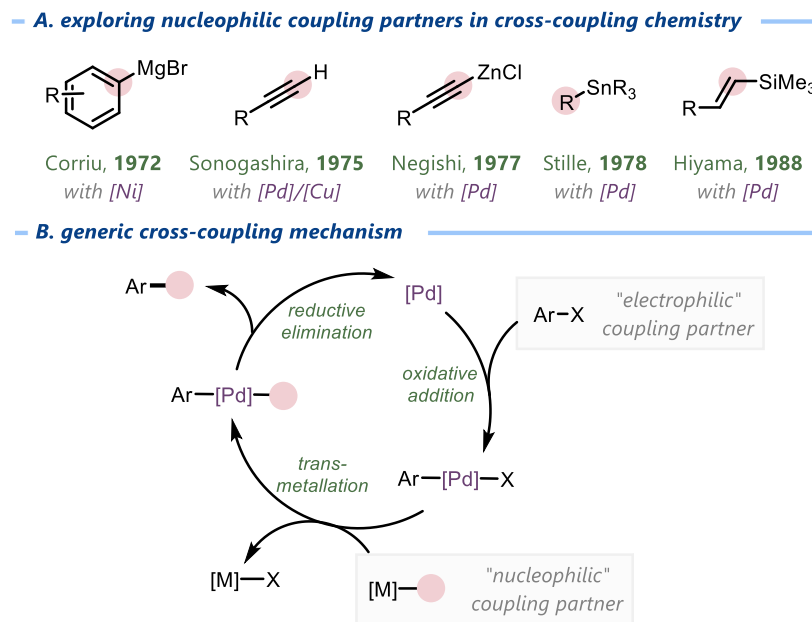 A. exploring nucleophilic coupling partners in cross-coupling chemistry
R MgBr
R H
R ZnCl
R SnR3
R SiMe3
Corriu, 1972 Sonogashira, 1975 Negishi, 1977 Stille, 1978 Hiyama, 1988
with [Ni] with [Pd]/[Cu] with [Pd] with [Pd] with [Pd]
B. generic cross-coupling mechanism
Ar
[Pd]
reductive
elimination
Ar–X
"electrophilic"
coupling partner
oxidative
addition
Ar–[Pd]–
Ar–[Pd]–X
trans-
metallation
[M]–X
[M]–
"nucleophilic"
coupling partner